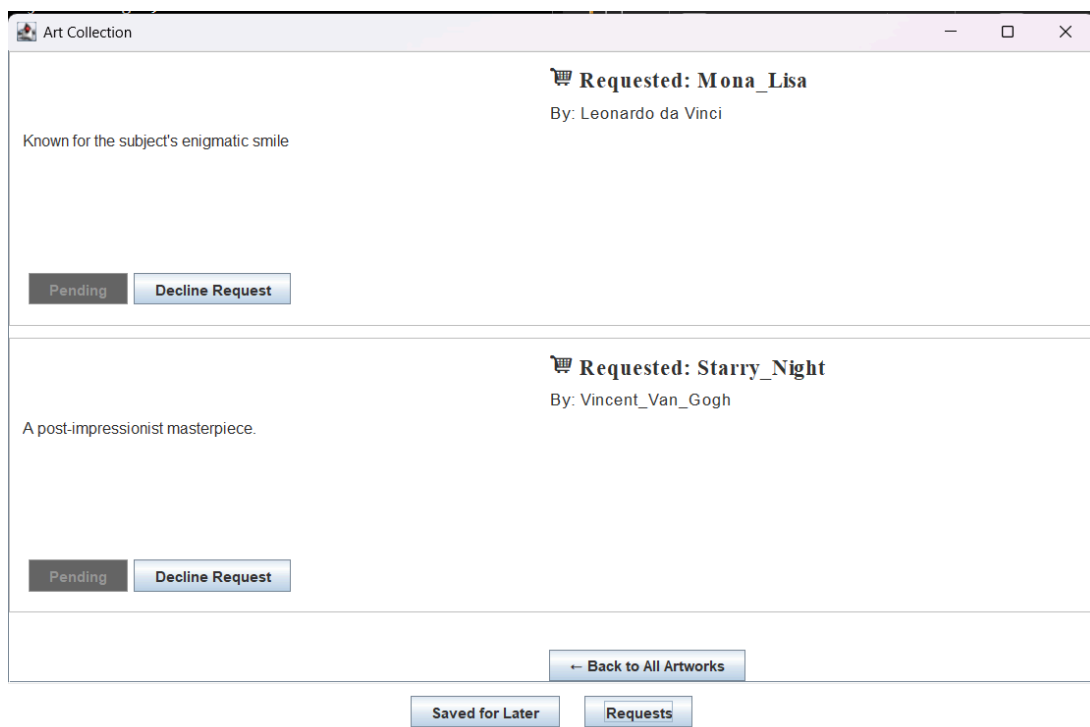 Art Collection
Requested: Mona_Lisa
By: Leonardo da Vinci
Known for the subject's enigmatic smile
Pending
Decline Request
Requested: Starry_Night
By: Vincent_Van_Gogh
A post-impressionist masterpiece.
Pending
Decline Request
← Back to All Artworks
Saved for Later
Requests